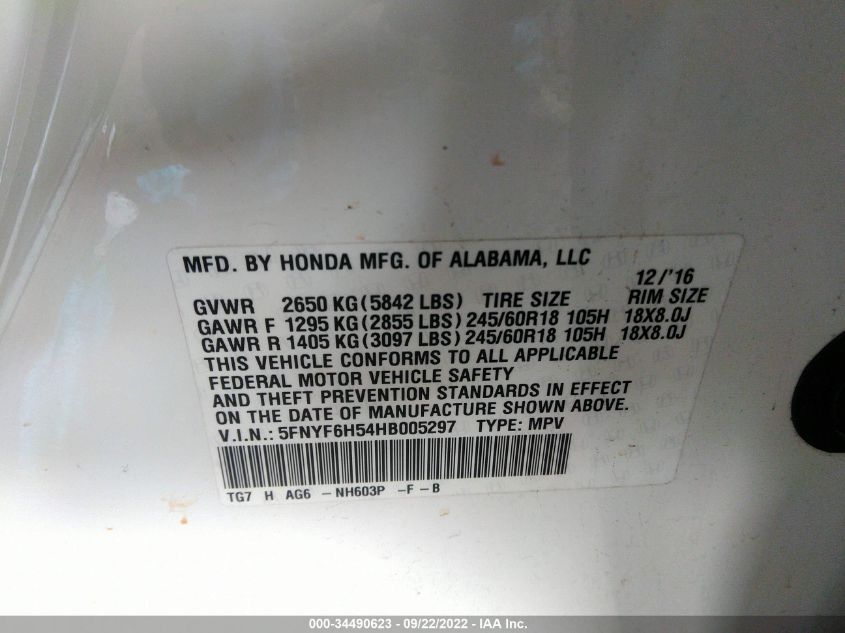 MFD. BY HONDA MFG. OF ALABAMA, LLC
12/'16
GVWR 2650 KG (5842 LBS) TIRE SIZE RIM SIZE
GAWR F 1295 KG (2855 LBS) 245/60R18 105H 18X8.0J
GAWR R 1405 KG (3097 LBS) 245/60R18 105H 18X8.0J
THIS VEHICLE CONFORMS TO ALL APPLICABLE
FEDERAL MOTOR VEHICLE SAFETY
AND THEFT PREVENTION STANDARDS IN EFFECT
ON THE DATE OF MANUFACTURE SHOWN ABOVE.
V.I.N.: 5FNYF6H54HB005297 TYPE: MPV
TG7 H AG6 - NH603P - F - B
000-34490623 - 09/22/2022 - IAA Inc.